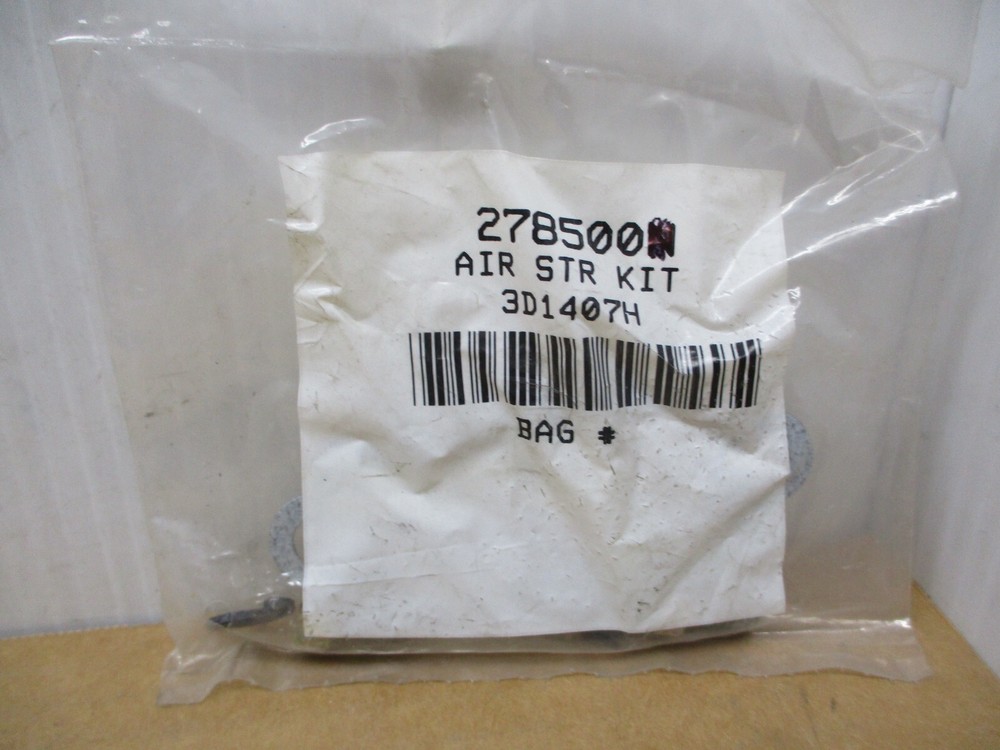 278500
AIR STR KIT
3D1407H
BAG #